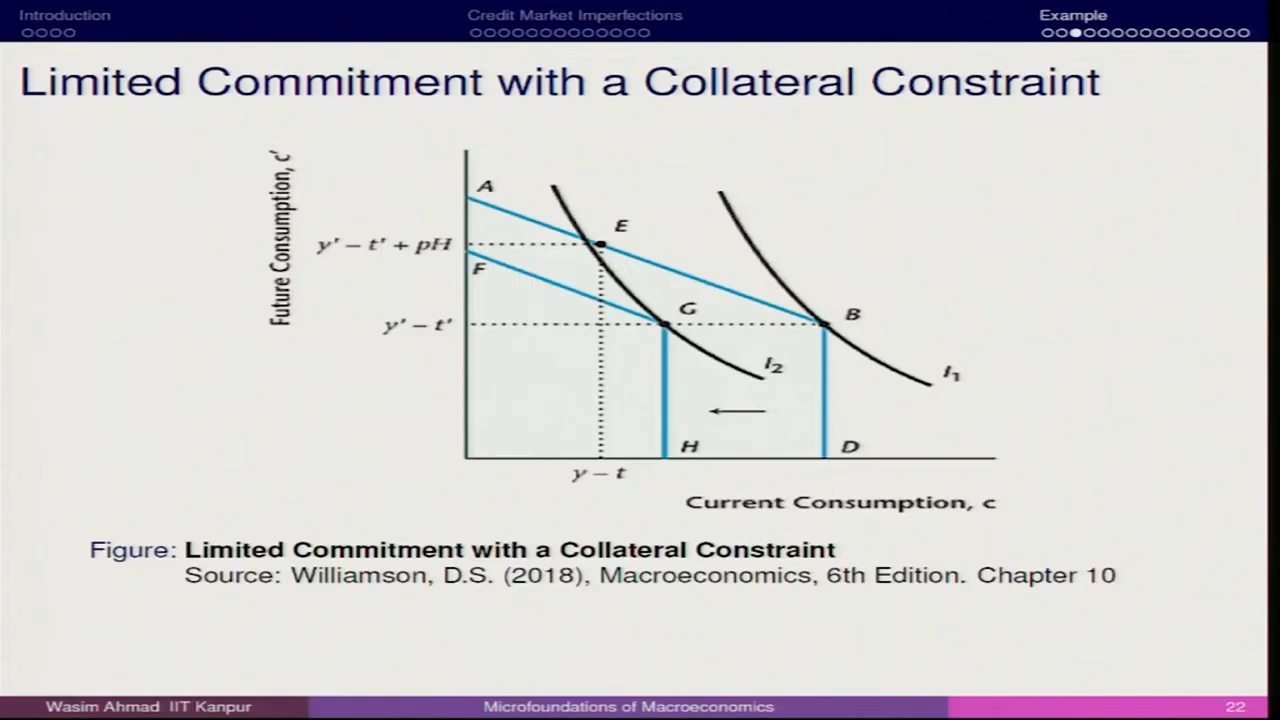 Introduction
Credit Market Imperfections
Example
Limited Commitment with a Collateral Constraint
Future Consumption, c'
A
E
y' − t' + pH
F
G
B
y' − t'
I₂
I₁
H
D
y − t
Current Consumption, c
Figure: Limited Commitment with a Collateral Constraint
Source: Williamson, D.S. (2018), Macroeconomics, 6th Edition. Chapter 10
Wasim Ahmad IIT Kanpur
Microfoundations of Macroeconomics
22